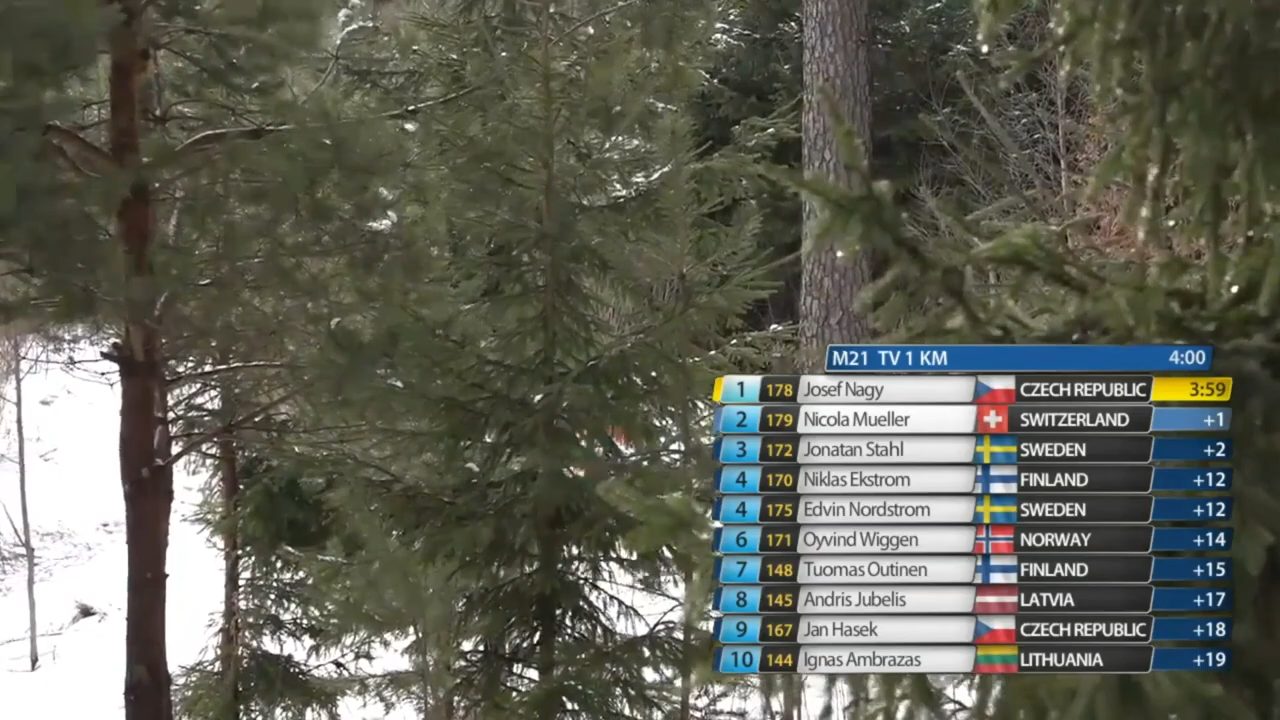 M21 TV 1 KM 4:00
1 178 Josef Nagy CZECH REPUBLIC 3:59
2 179 Nicola Mueller SWITZERLAND +1
3 172 Jonatan Stahl SWEDEN +2
4 170 Niklas Ekstrom FINLAND +12
4 175 Edvin Nordstrom SWEDEN +12
6 171 Oyvind Wiggen NORWAY +14
7 148 Tuomas Outinen FINLAND +15
8 145 Andris Jubelis LATVIA +17
9 167 Jan Hasek CZECH REPUBLIC +18
10 144 Ignas Ambrazas LITHUANIA +19